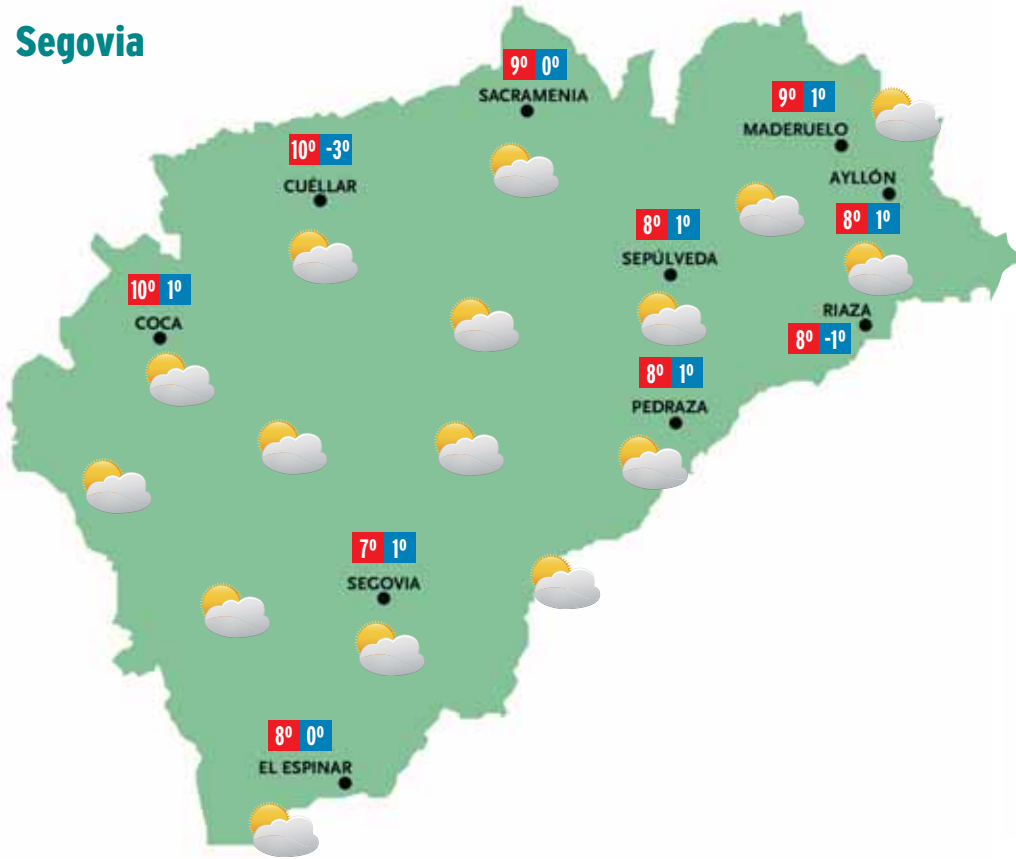 Segovia
9º 0º
SACRAMENIA
9º 1º
MADERUELO
10º -3º
CUÉLLAR
AYLLÓN
8º 1º
8º 1º
SEPÚLVEDA
10º 1º
COCA
RIAZA
8º -1º
8º 1º
PEDRAZA
7º 1º
SEGOVIA
8º 0º
EL ESPINAR